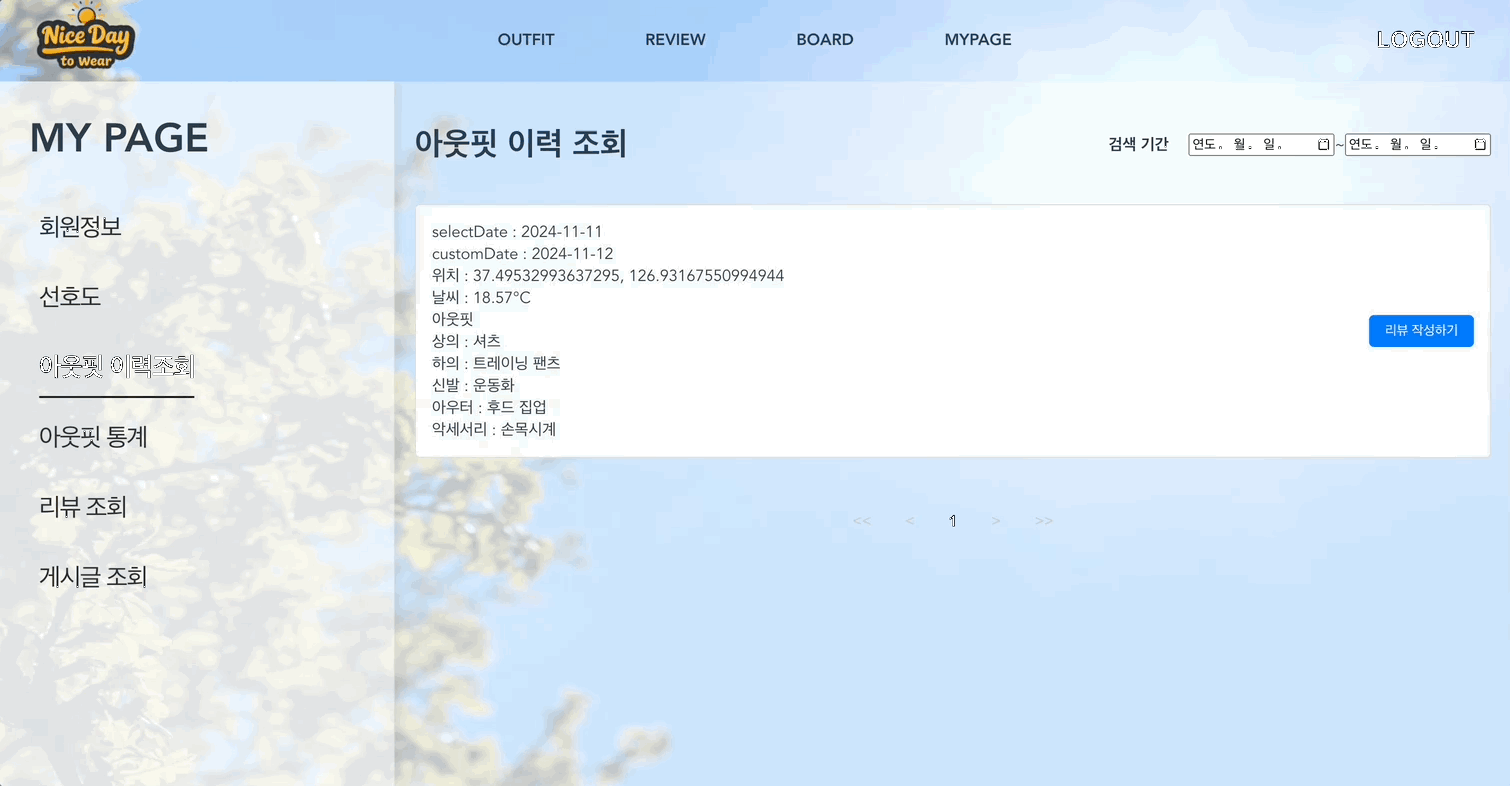 Nice Day
to Wear
OUTFIT REVIEW BOARD MYPAGE LOGOUT
MY PAGE
회원정보
선호도
아웃핏 이력조회
아웃핏 통계
리뷰 조회
게시글 조회
아웃핏 이력 조회
검색 기간 연도. 월. 일. ~ 연도. 월. 일.
selectDate : 2024-11-11
customDate : 2024-11-12
위치 : 37.49532993637295, 126.93167550994944
날씨 : 18.57°C
아웃핏
상의 : 셔츠
하의 : 트레이닝 팬츠
신발 : 운동화
아우터 : 후드 집업
악세서리 : 손목시계
리뷰 작성하기
<< < 1 > >>